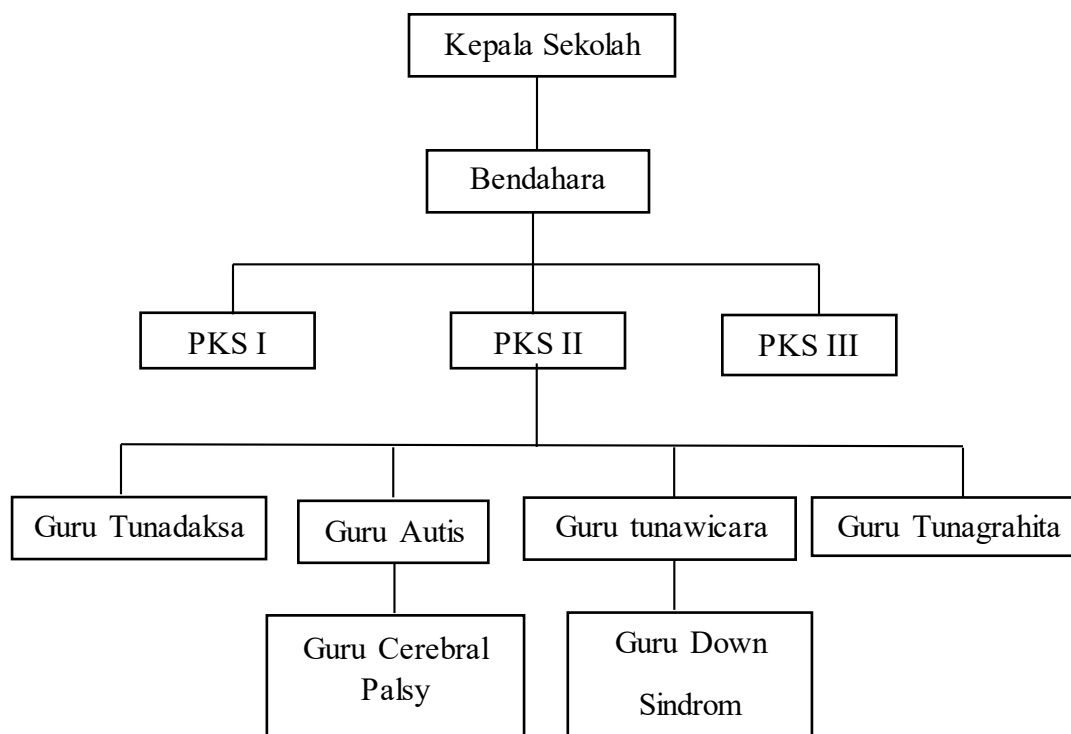 Kepala Sekolah
Bendahara
PKS I
PKS II
PKS III
Guru Tunadaksa
Guru Autis
Guru tunawicara
Guru Tunagrahita
Guru Cerebral
Palsy
Guru Down
Sindrom